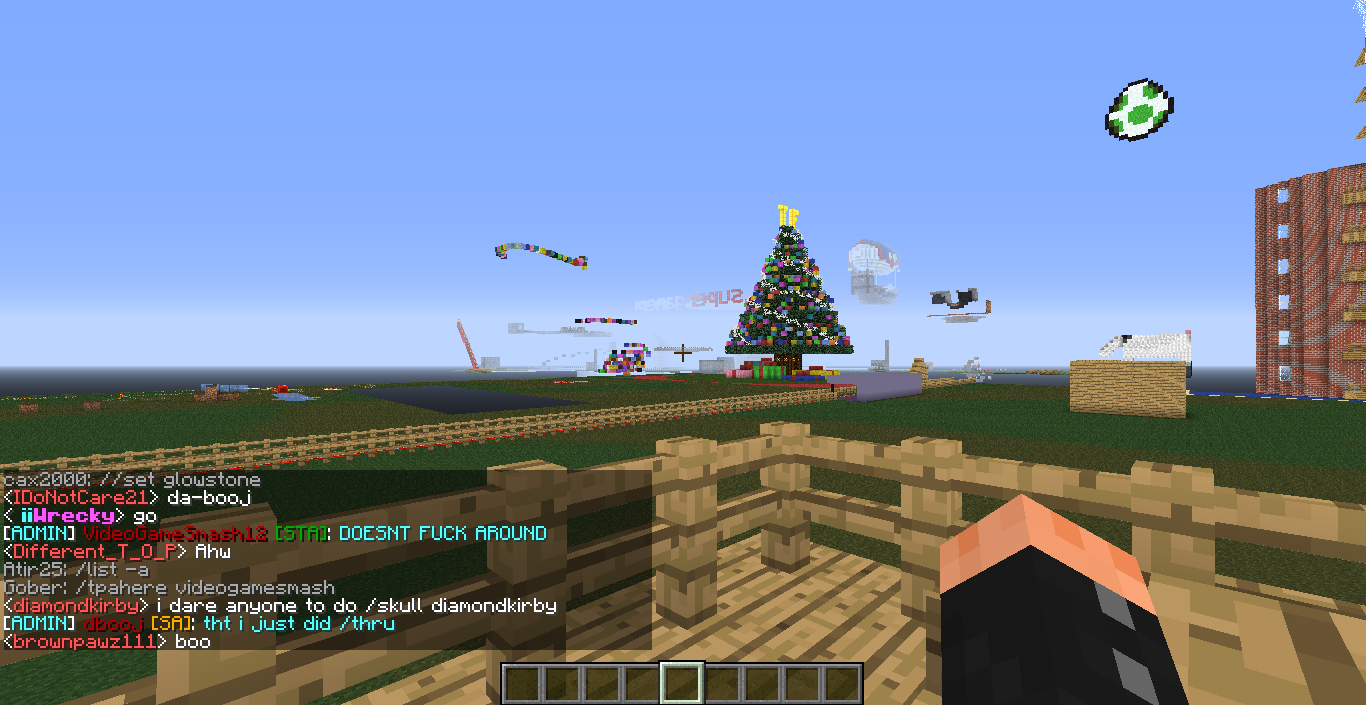 cax2000: //set glowstone
<IDoNotCare21> da-booj
< iiWrecky> go
[ADMIN] VideoGameSmash12 [STA]: DOESNT FUCK AROUND
<Different_T_O_P> Ahw
Atir25: /list -a
Gober: /tpahere videogamesmash
<diamondkirby> i dare anyone to do /skull diamondkirby
[ADMIN] dbooj [SA]: tht i just did /thru
<brownpawz111> boo